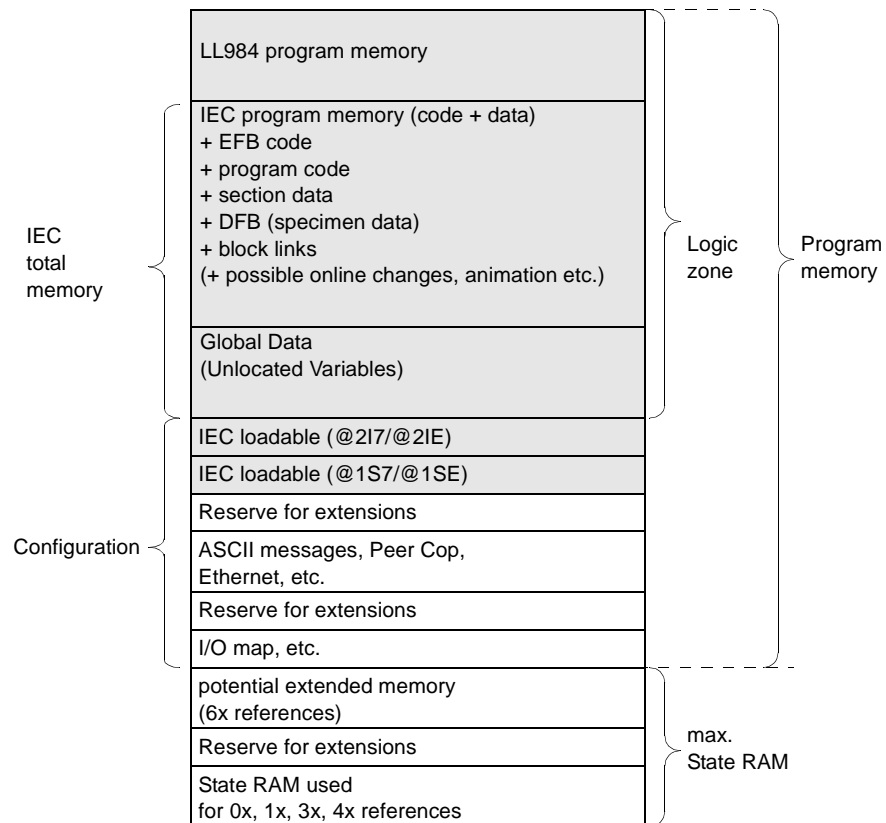 LL984 program memory
IEC program memory (code + data)
+ EFB code
+ program code
+ section data
+ DFB (specimen data)
+ block links
(+ possible online changes, animation etc.)
IEC
total
memory
Logic
zone
Program
memory
Global Data
(Unlocated Variables)
IEC loadable (@2I7/@2IE)
IEC loadable (@1S7/@1SE)
Reserve for extensions
Configuration
ASCII messages, Peer Cop,
Ethernet, etc.
Reserve for extensions
I/O map, etc.
potential extended memory
(6x references)
Reserve for extensions
max.
State RAM
State RAM used
for 0x, 1x, 3x, 4x references